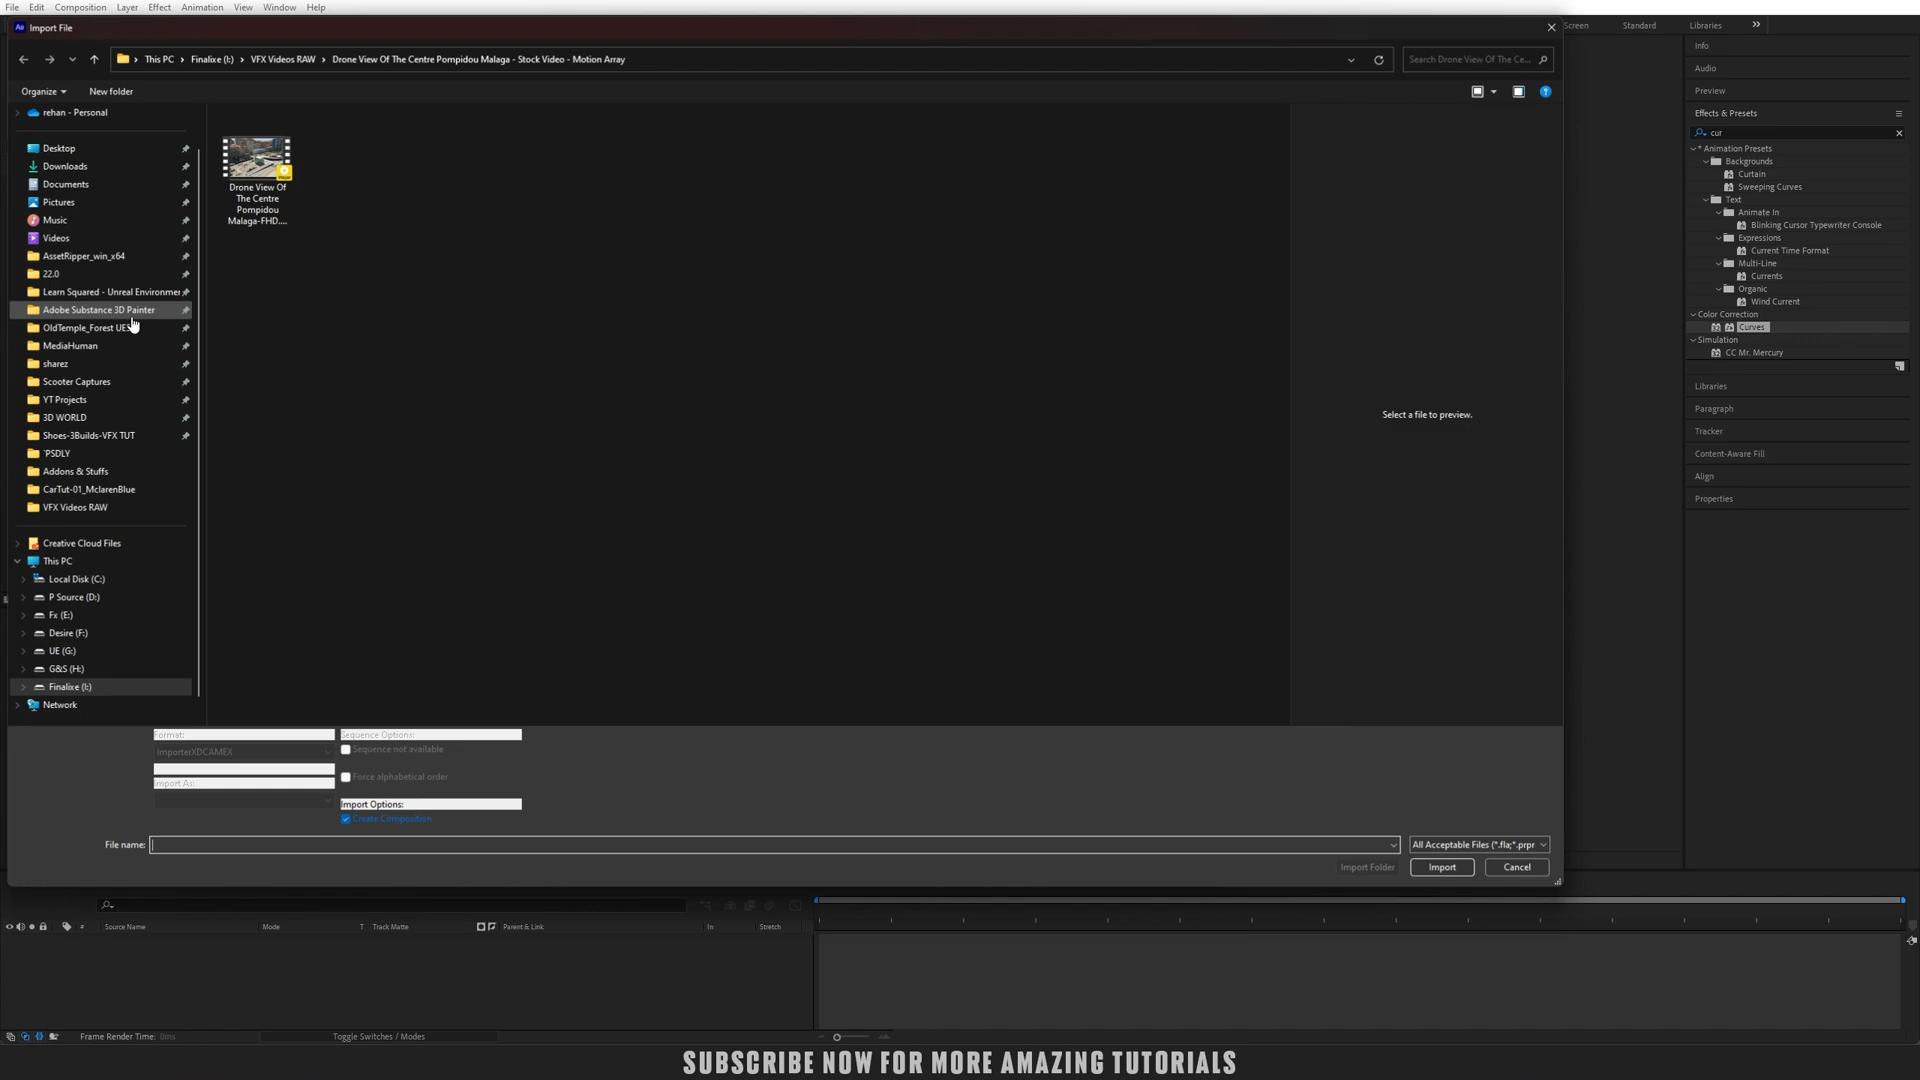 File Edit Composition Layer Effect Animation View Window Help
Import File
This PC > Finalixe (I:) > VFX Videos RAW > Drone View Of The Centre Pompidou Malaga - Stock Video - Motion Array
Search Drone View Of The Ce...
Organize
New folder
rehan - Personal
Desktop
Downloads
Documents
Pictures
Music
Videos
AssetRipper_win_x64
22.0
Learn Squared - Unreal Environmer
Adobe Substance 3D Painter
OldTemple_Forest UE5
MediaHuman
sharez
Scooter Captures
YT Projects
3D WORLD
Shoes-3Builds-VFX TUT
`PSDLY
Addons & Stuffs
CarTut-01_MclarenBlue
VFX Videos RAW
Creative Cloud Files
This PC
Local Disk (C:)
P Source (D:)
Fx (E:)
Desire (F:)
UE (G:)
G&S (H:)
Finalixe (I:)
Network
Drone View Of
The Centre
Pompidou
Malaga-FHD....
Select a file to preview.
Format:
ImporterXDCAMEX
Import As:
Sequence Options:
Sequence not available
Force alphabetical order
Import Options:
Create Composition
File name:
All Acceptable Files (*.fla;*.prpr
Import Folder
Import
Cancel
Screen
Standard
Libraries
Info
Audio
Preview
Effects & Presets
cur
* Animation Presets
Backgrounds
Curtain
Sweeping Curves
Text
Animate In
Blinking Cursor Typewriter Console
Expressions
Current Time Format
Multi-Line
Currents
Organic
Wind Current
Color Correction
Curves
Simulation
CC Mr. Mercury
Libraries
Paragraph
Tracker
Content-Aware Fill
Align
Properties
# Source Name Mode T Track Matte Parent & Link In Stretch
Frame Render Time: 0ms
Toggle Switches / Modes
SUBSCRIBE NOW FOR MORE AMAZING TUTORIALS